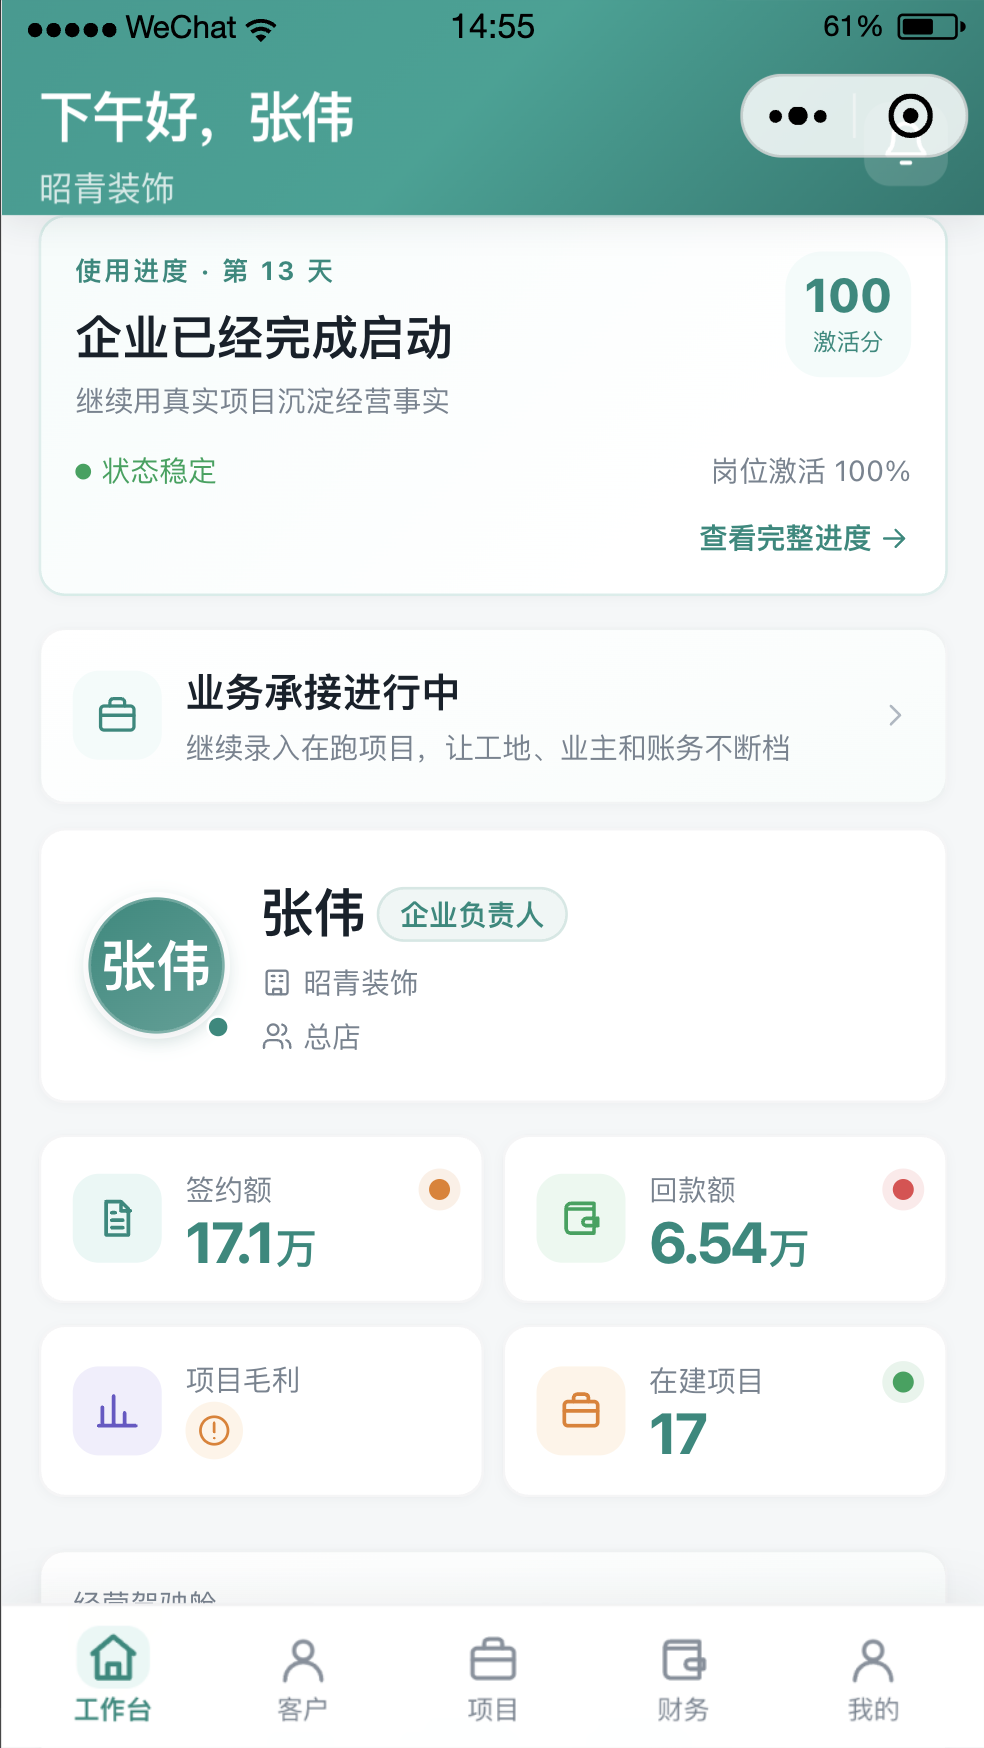 WeChat
14:55
61%
下午好，张伟
昭青装饰
使用进度 · 第 13 天
100
激活分
企业已经完成启动
继续用真实项目沉淀经营事实
状态稳定
岗位激活 100%
查看完整进度 →
业务承接进行中
继续录入在跑项目，让工地、业主和账务不断档
张伟
张伟
企业负责人
昭青装饰
总店
签约额
17.1万
回款额
6.54万
项目毛利
在建项目
17
经营驾驶舱
工作台
客户
项目
财务
我的